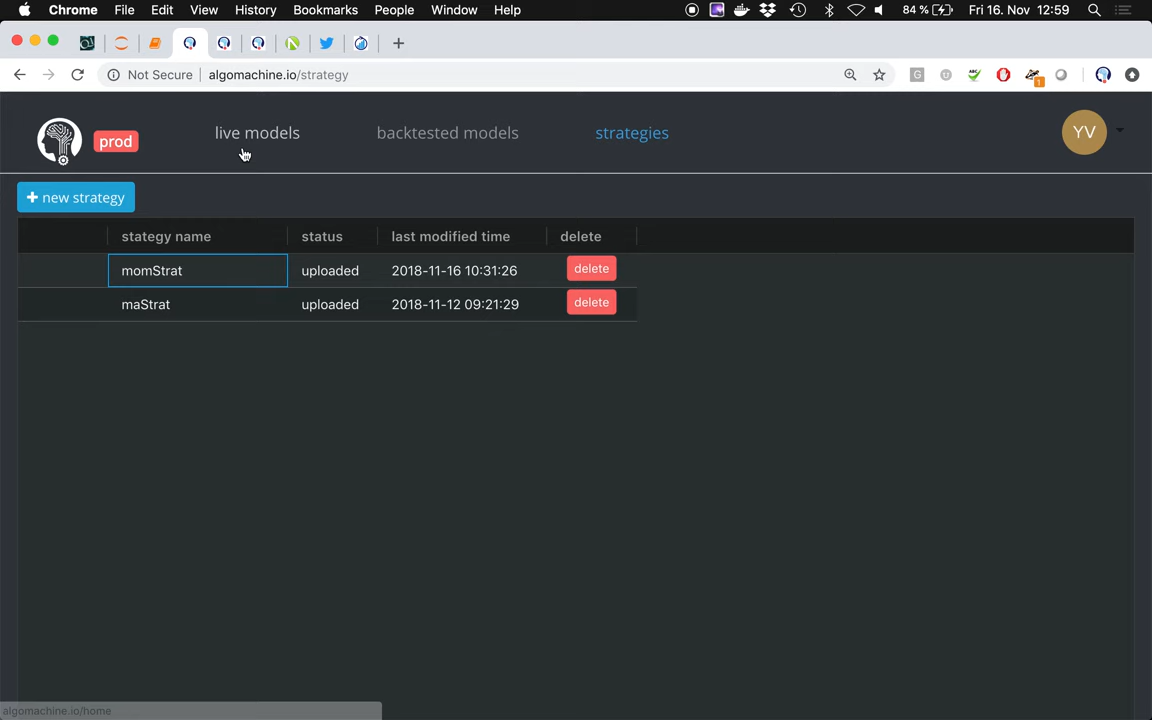 Chrome File Edit View History Bookmarks People Window Help 84 % Fri 16. Nov 12:59
Not Secure algomachine.io/strategy
prod live models backtested models strategies YV
+ new strategy
stategy name status last modified time delete
momStrat uploaded 2018-11-16 10:31:26 delete
maStrat uploaded 2018-11-12 09:21:29 delete
algomachine.io/home